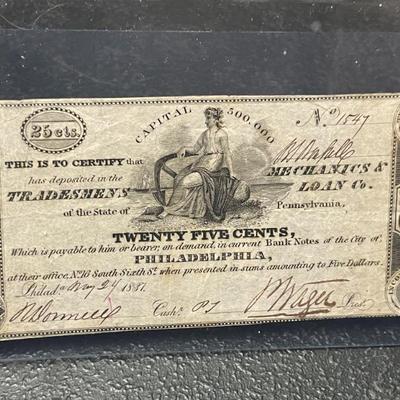 25 cts.
CAPITAL 500.000
No 1547
THIS IS TO CERTIFY that
has deposited in the
TRADESMENS MECHANICS &
LOAN Co.
of the State of Pennsylvania,
TWENTY FIVE CENTS,
Which is payable to him or bearer, on demand, in current Bank Notes of the City of
PHILADELPHIA,
at their office, No. 16 South Sixth St. when presented in sums amounting to Five Dollars.
Philada. May 24
Cashr.
Prest.